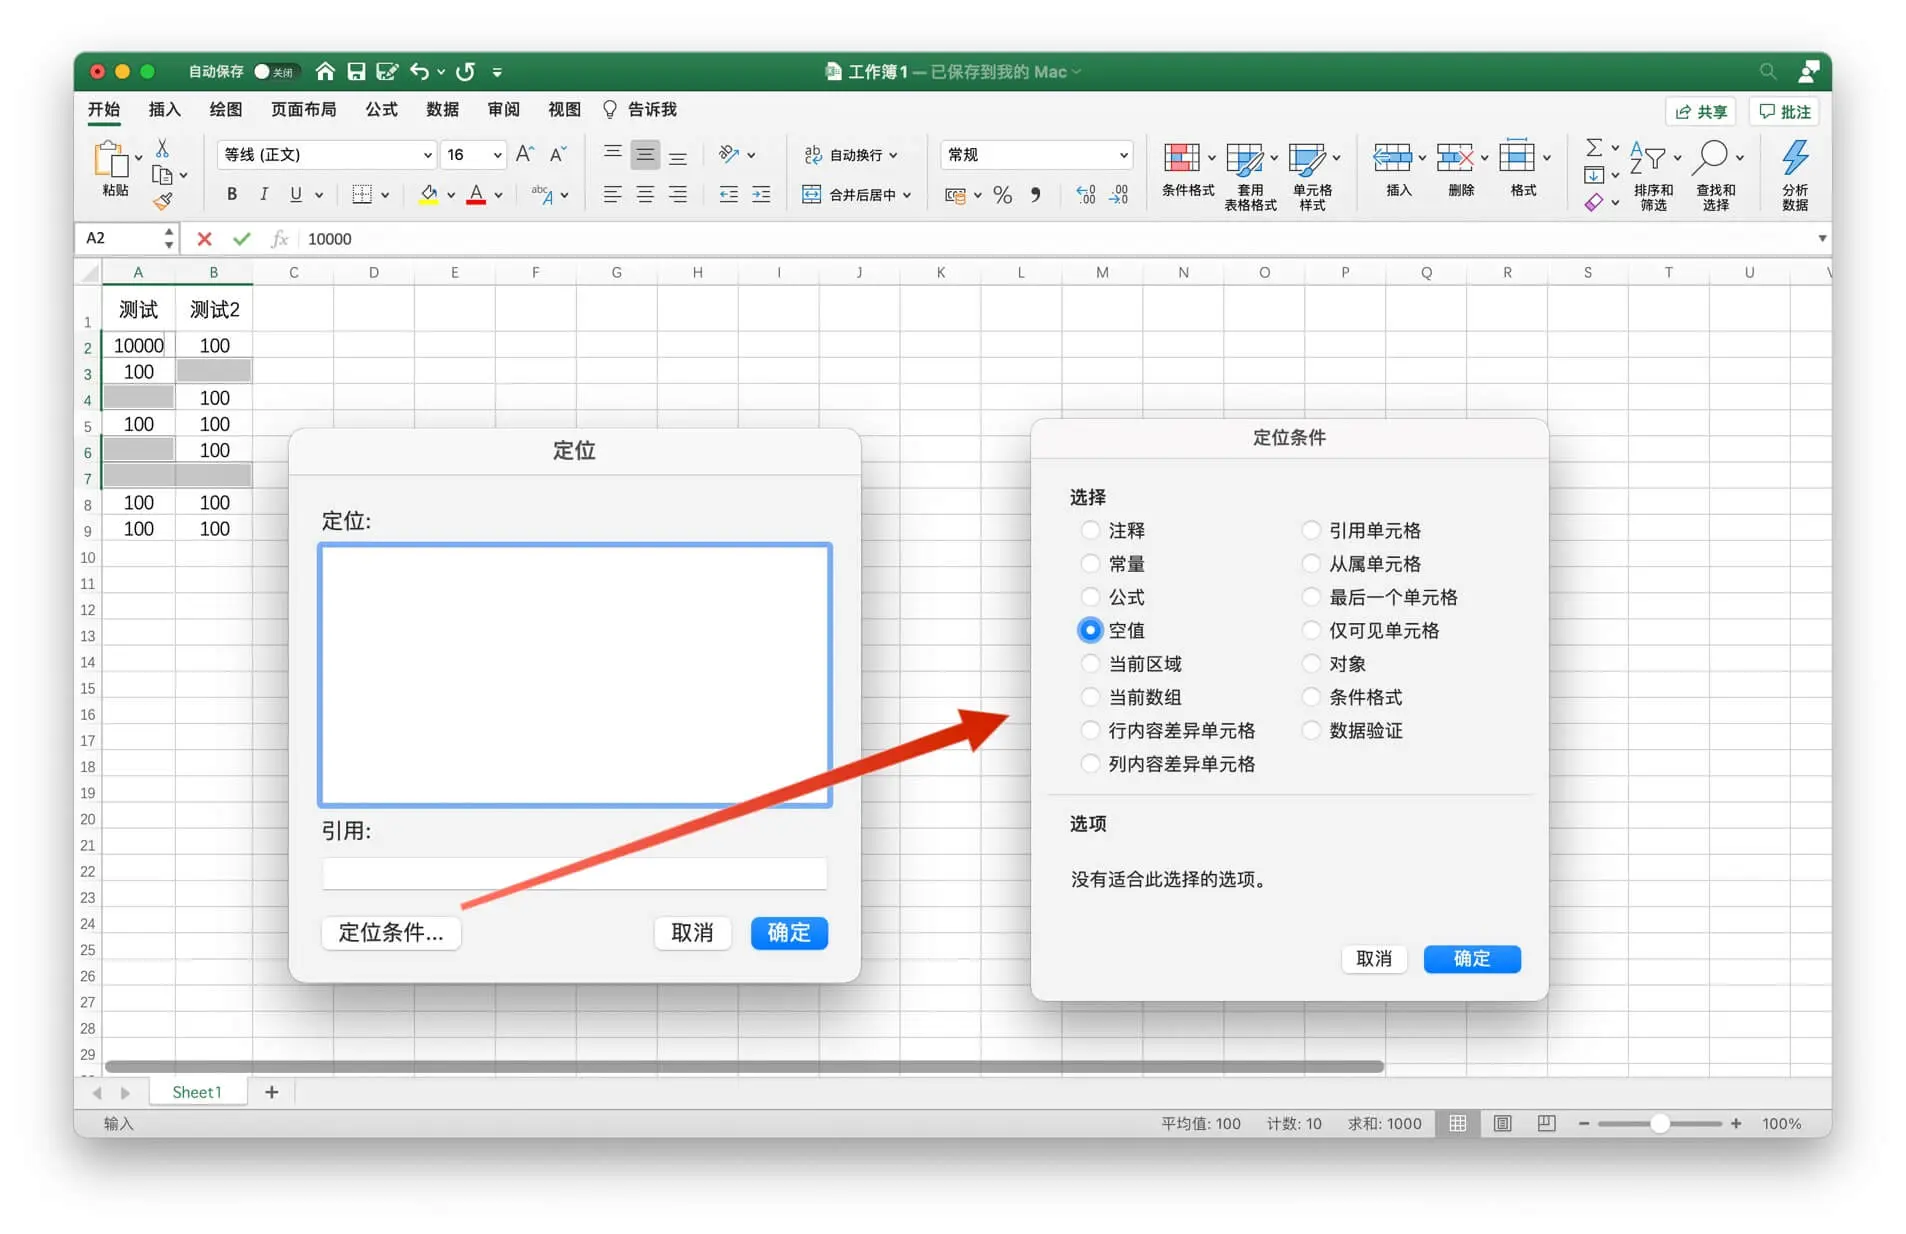 自动保存 关闭 工作簿1 — 已保存到我的 Mac
开始 插入 绘图 页面布局 公式 数据 审阅 视图 告诉我 共享 批注
粘贴 等线 (正文) 16 A A 自动换行 常规 条件格式 套用 表格格式 单元格 样式 插入 删除 格式 排序和 筛选 查找和 选择 分析 数据
B I U A abc A 合并后居中 %
A2 fx 10000
A B C D E F G H I J K L M N O P Q R S T U
1 测试 测试2
2 10000 100
3 100
4 100
5 100 100
6 100
7
8 100 100
9 100 100
10
11
12
13
14
15
16
17
18
19
20
21
22
23
24
25
26
27
28
29
定位
定位:
引用:
定位条件... 取消 确定
定位条件
选择
注释 引用单元格
常量 从属单元格
公式 最后一个单元格
空值 仅可见单元格
当前区域 对象
当前数组 条件格式
行内容差异单元格 数据验证
列内容差异单元格
选项
没有适合此选择的选项。
取消 确定
Sheet1 +
输入 平均值: 100 计数: 10 求和: 1000 − + 100%